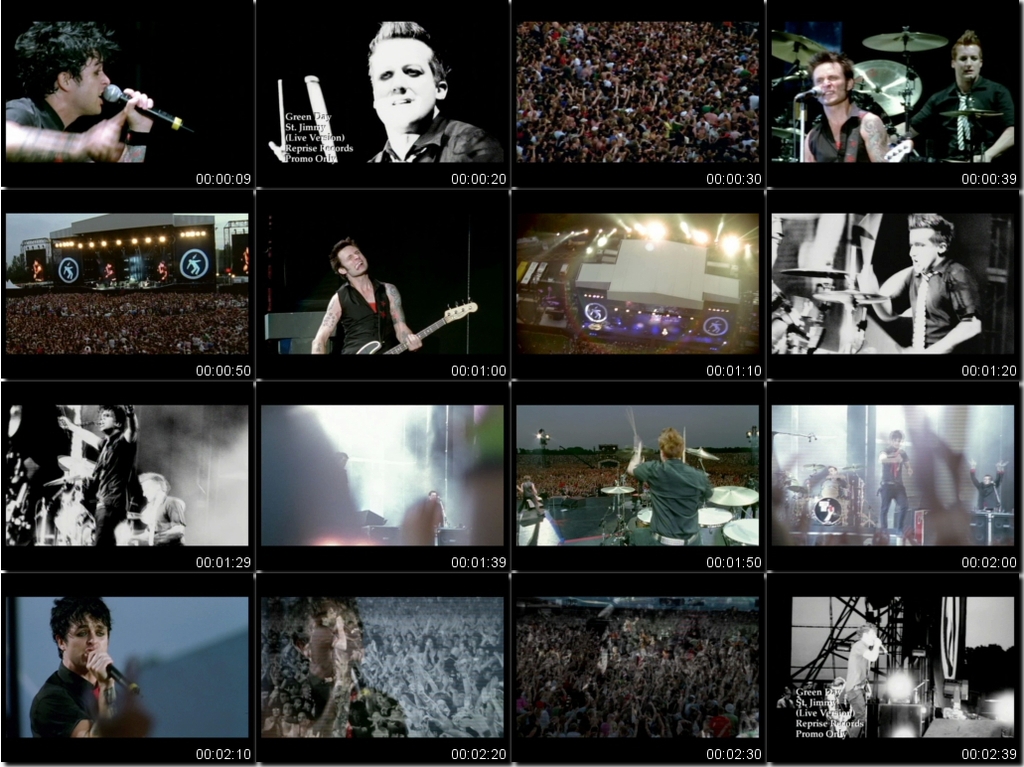 00:00:09
Green Day
St. Jimmy
(Live Version)
Reprise Records
Promo Only
00:00:20
00:00:30
00:00:39
00:00:50
00:01:00
00:01:10
00:01:20
00:01:29
00:01:39
00:01:50
00:02:00
00:02:10
00:02:20
00:02:30
Green Day
St. Jimmy
(Live Version)
Reprise Records
Promo Only
00:02:39